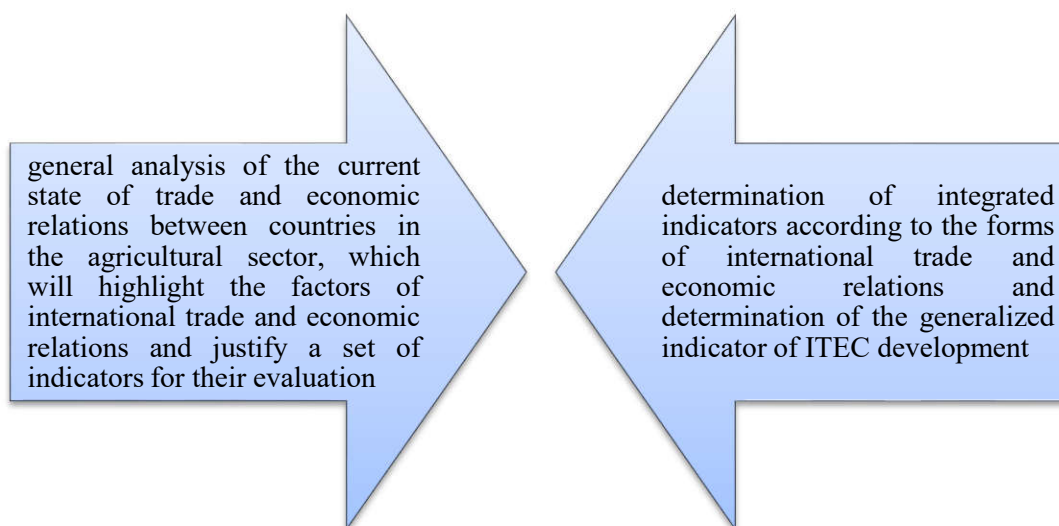 general analysis of the current
state of trade and economic
relations between countries in
the agricultural sector, which
will highlight the factors of
international trade and economic
relations and justify a set of
indicators for their evaluation
determination of integrated
indicators according to the forms
of international trade and
economic relations and
determination of the generalized
indicator of ITEC development